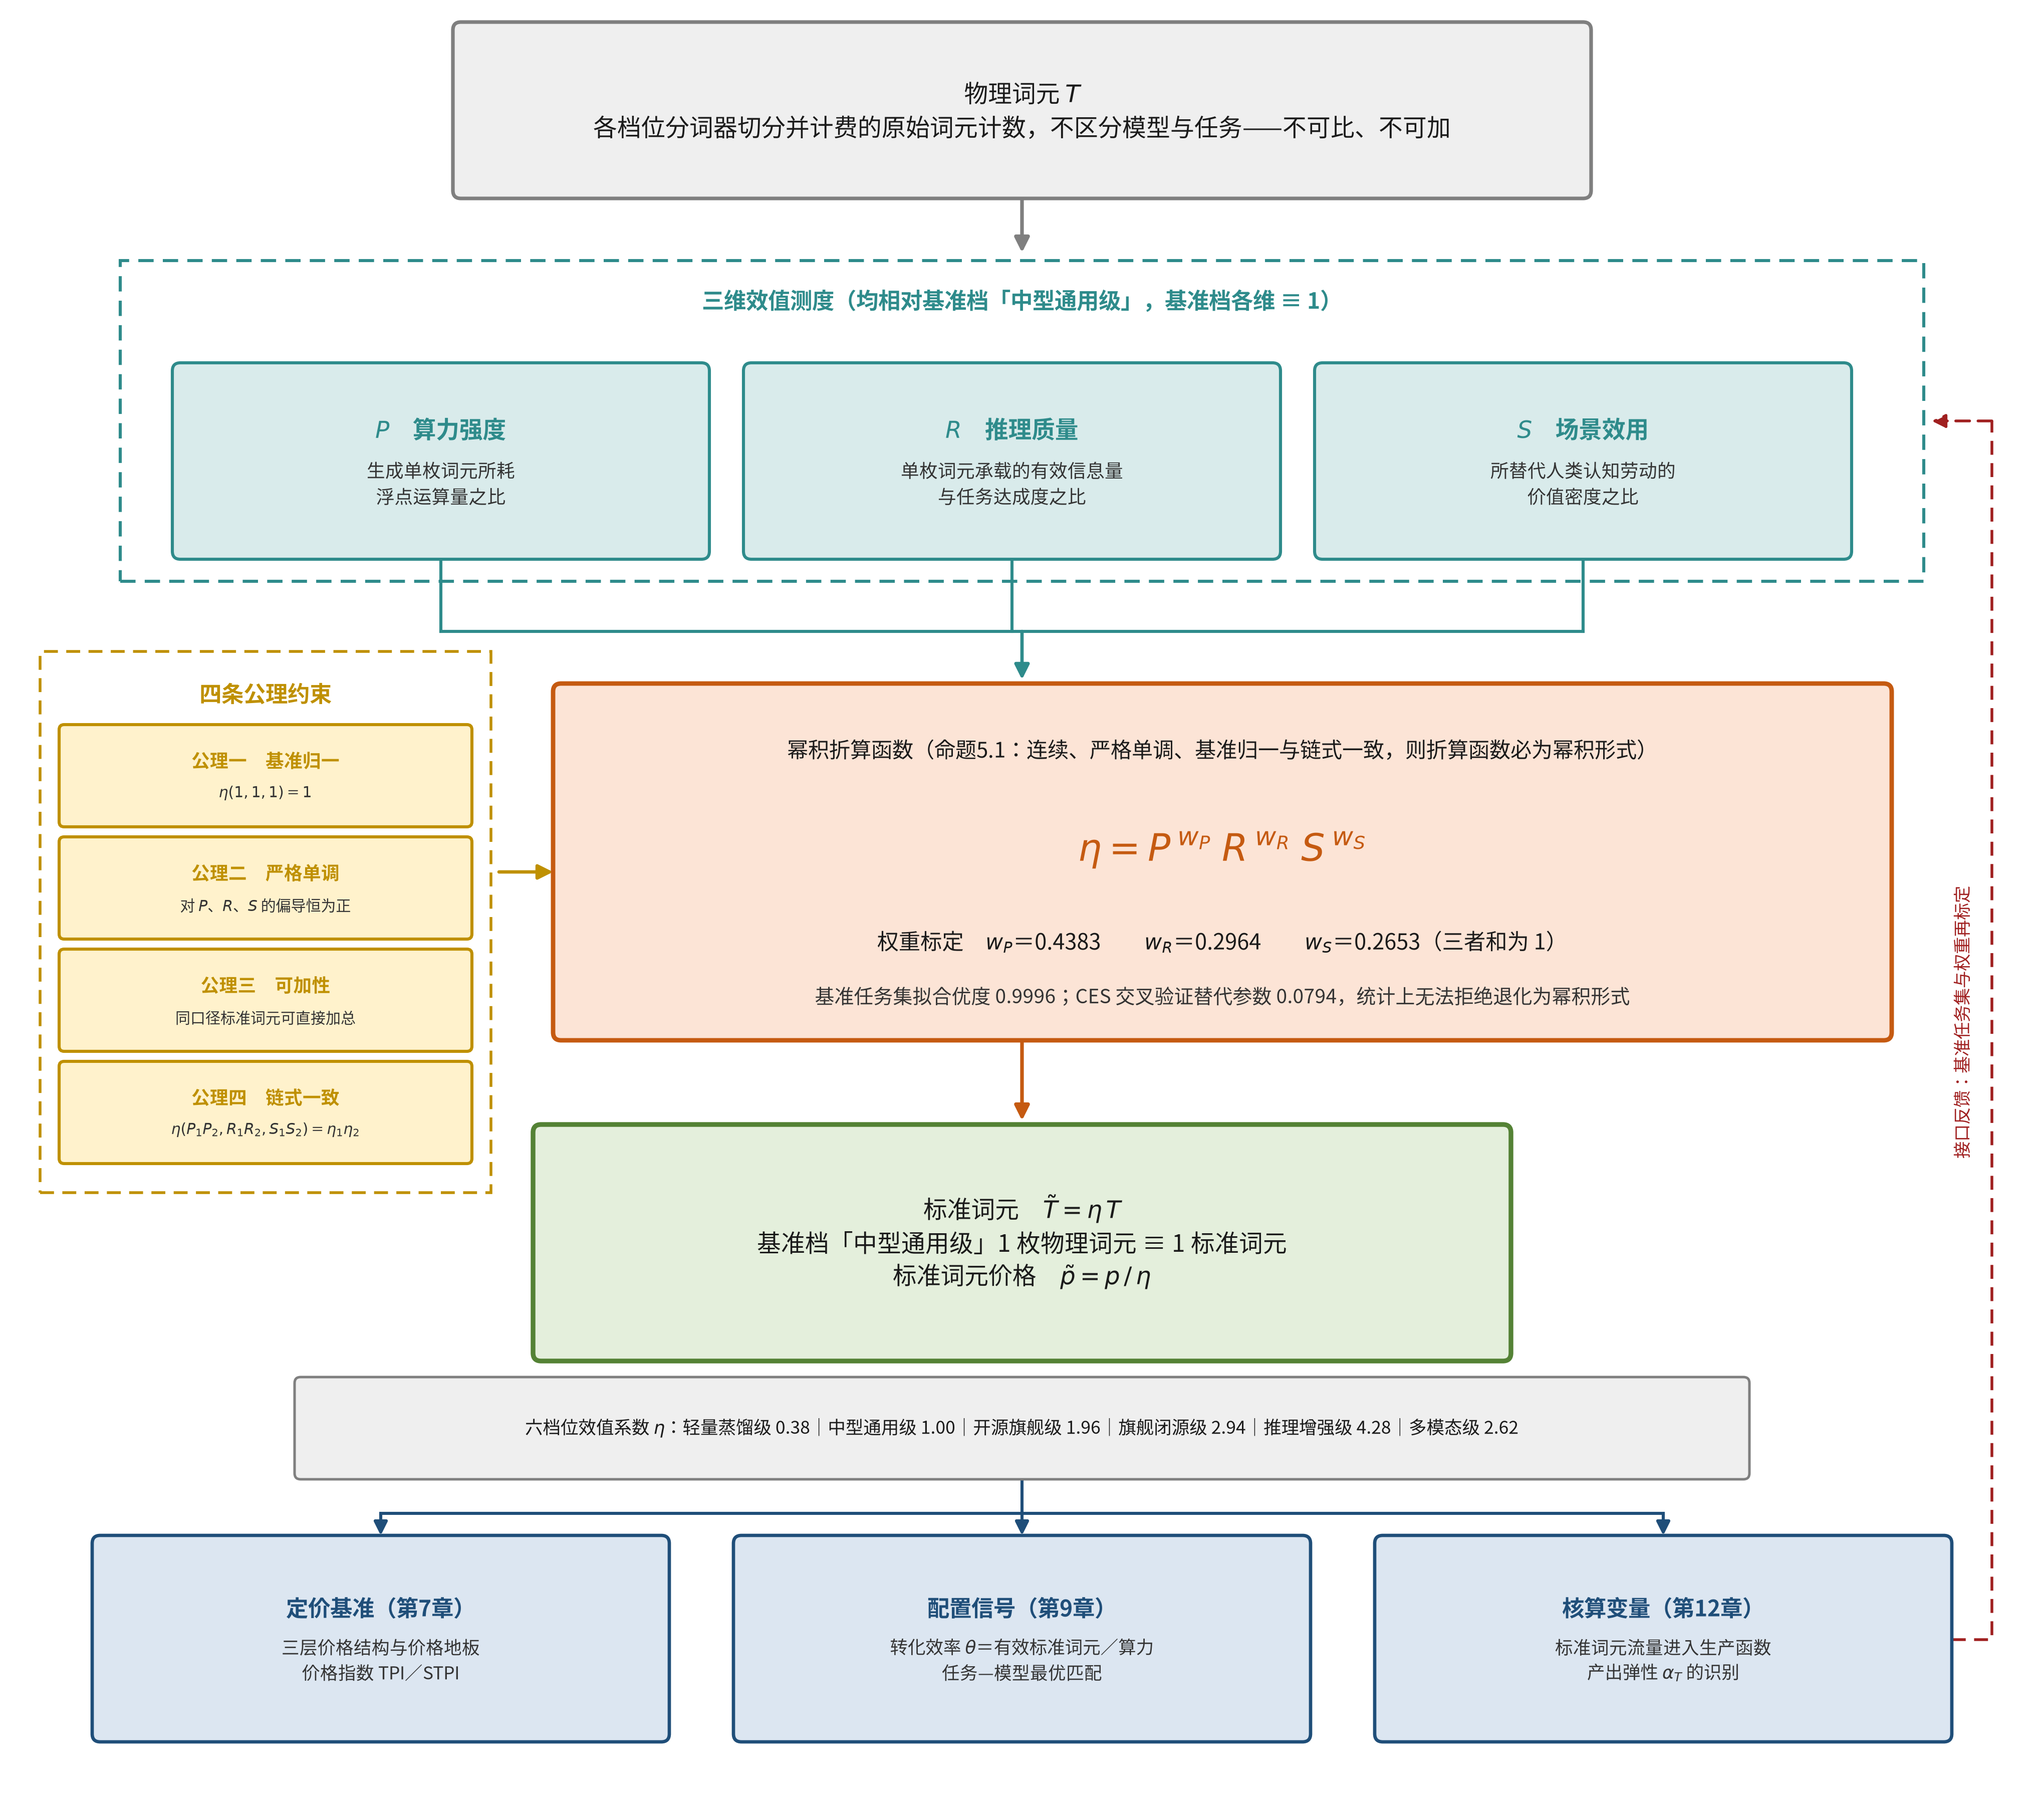 物理词元 T
各档位分词器切分并计费的原始词元计数，不区分模型与任务——不可比、不可加
三维效值测度（均相对基准档「中型通用级」，基准档各维 ≡ 1）
P 算力强度
生成单枚词元所耗
浮点运算量之比
R 推理质量
单枚词元承载的有效信息量
与任务达成度之比
S 场景效用
所替代人类认知劳动的
价值密度之比
四条公理约束
公理一 基准归一
η(1, 1, 1) = 1
公理二 严格单调
对 P、R、S 的偏导恒为正
公理三 可加性
同口径标准词元可直接加总
公理四 链式一致
η(P₁P₂, R₁R₂, S₁S₂) = η₁η₂
幂积折算函数（命题5.1：连续、严格单调、基准归一与链式一致，则折算函数必为幂积形式）
η = P^{w_P} R^{w_R} S^{w_S}
权重标定 w_P＝0.4383 w_R＝0.2964 w_S＝0.2653（三者和为 1）
基准任务集拟合优度 0.9996；CES 交叉验证替代参数 0.0794，统计上无法拒绝退化为幂积形式
标准词元 T̃ = ηT
基准档「中型通用级」1 枚物理词元 ≡ 1 标准词元
标准词元价格 p̃ = p / η
六档位效值系数 η：轻量蒸馏级 0.38｜中型通用级 1.00｜开源旗舰级 1.96｜旗舰闭源级 2.94｜推理增强级 4.28｜多模态级 2.62
定价基准（第7章）
三层价格结构与价格地板
价格指数 TPI／STPI
配置信号（第9章）
转化效率 θ＝有效标准词元／算力
任务—模型最优匹配
核算变量（第12章）
标准词元流量进入生产函数
产出弹性 α_T 的识别
接口反馈：基准任务集与权重再标定